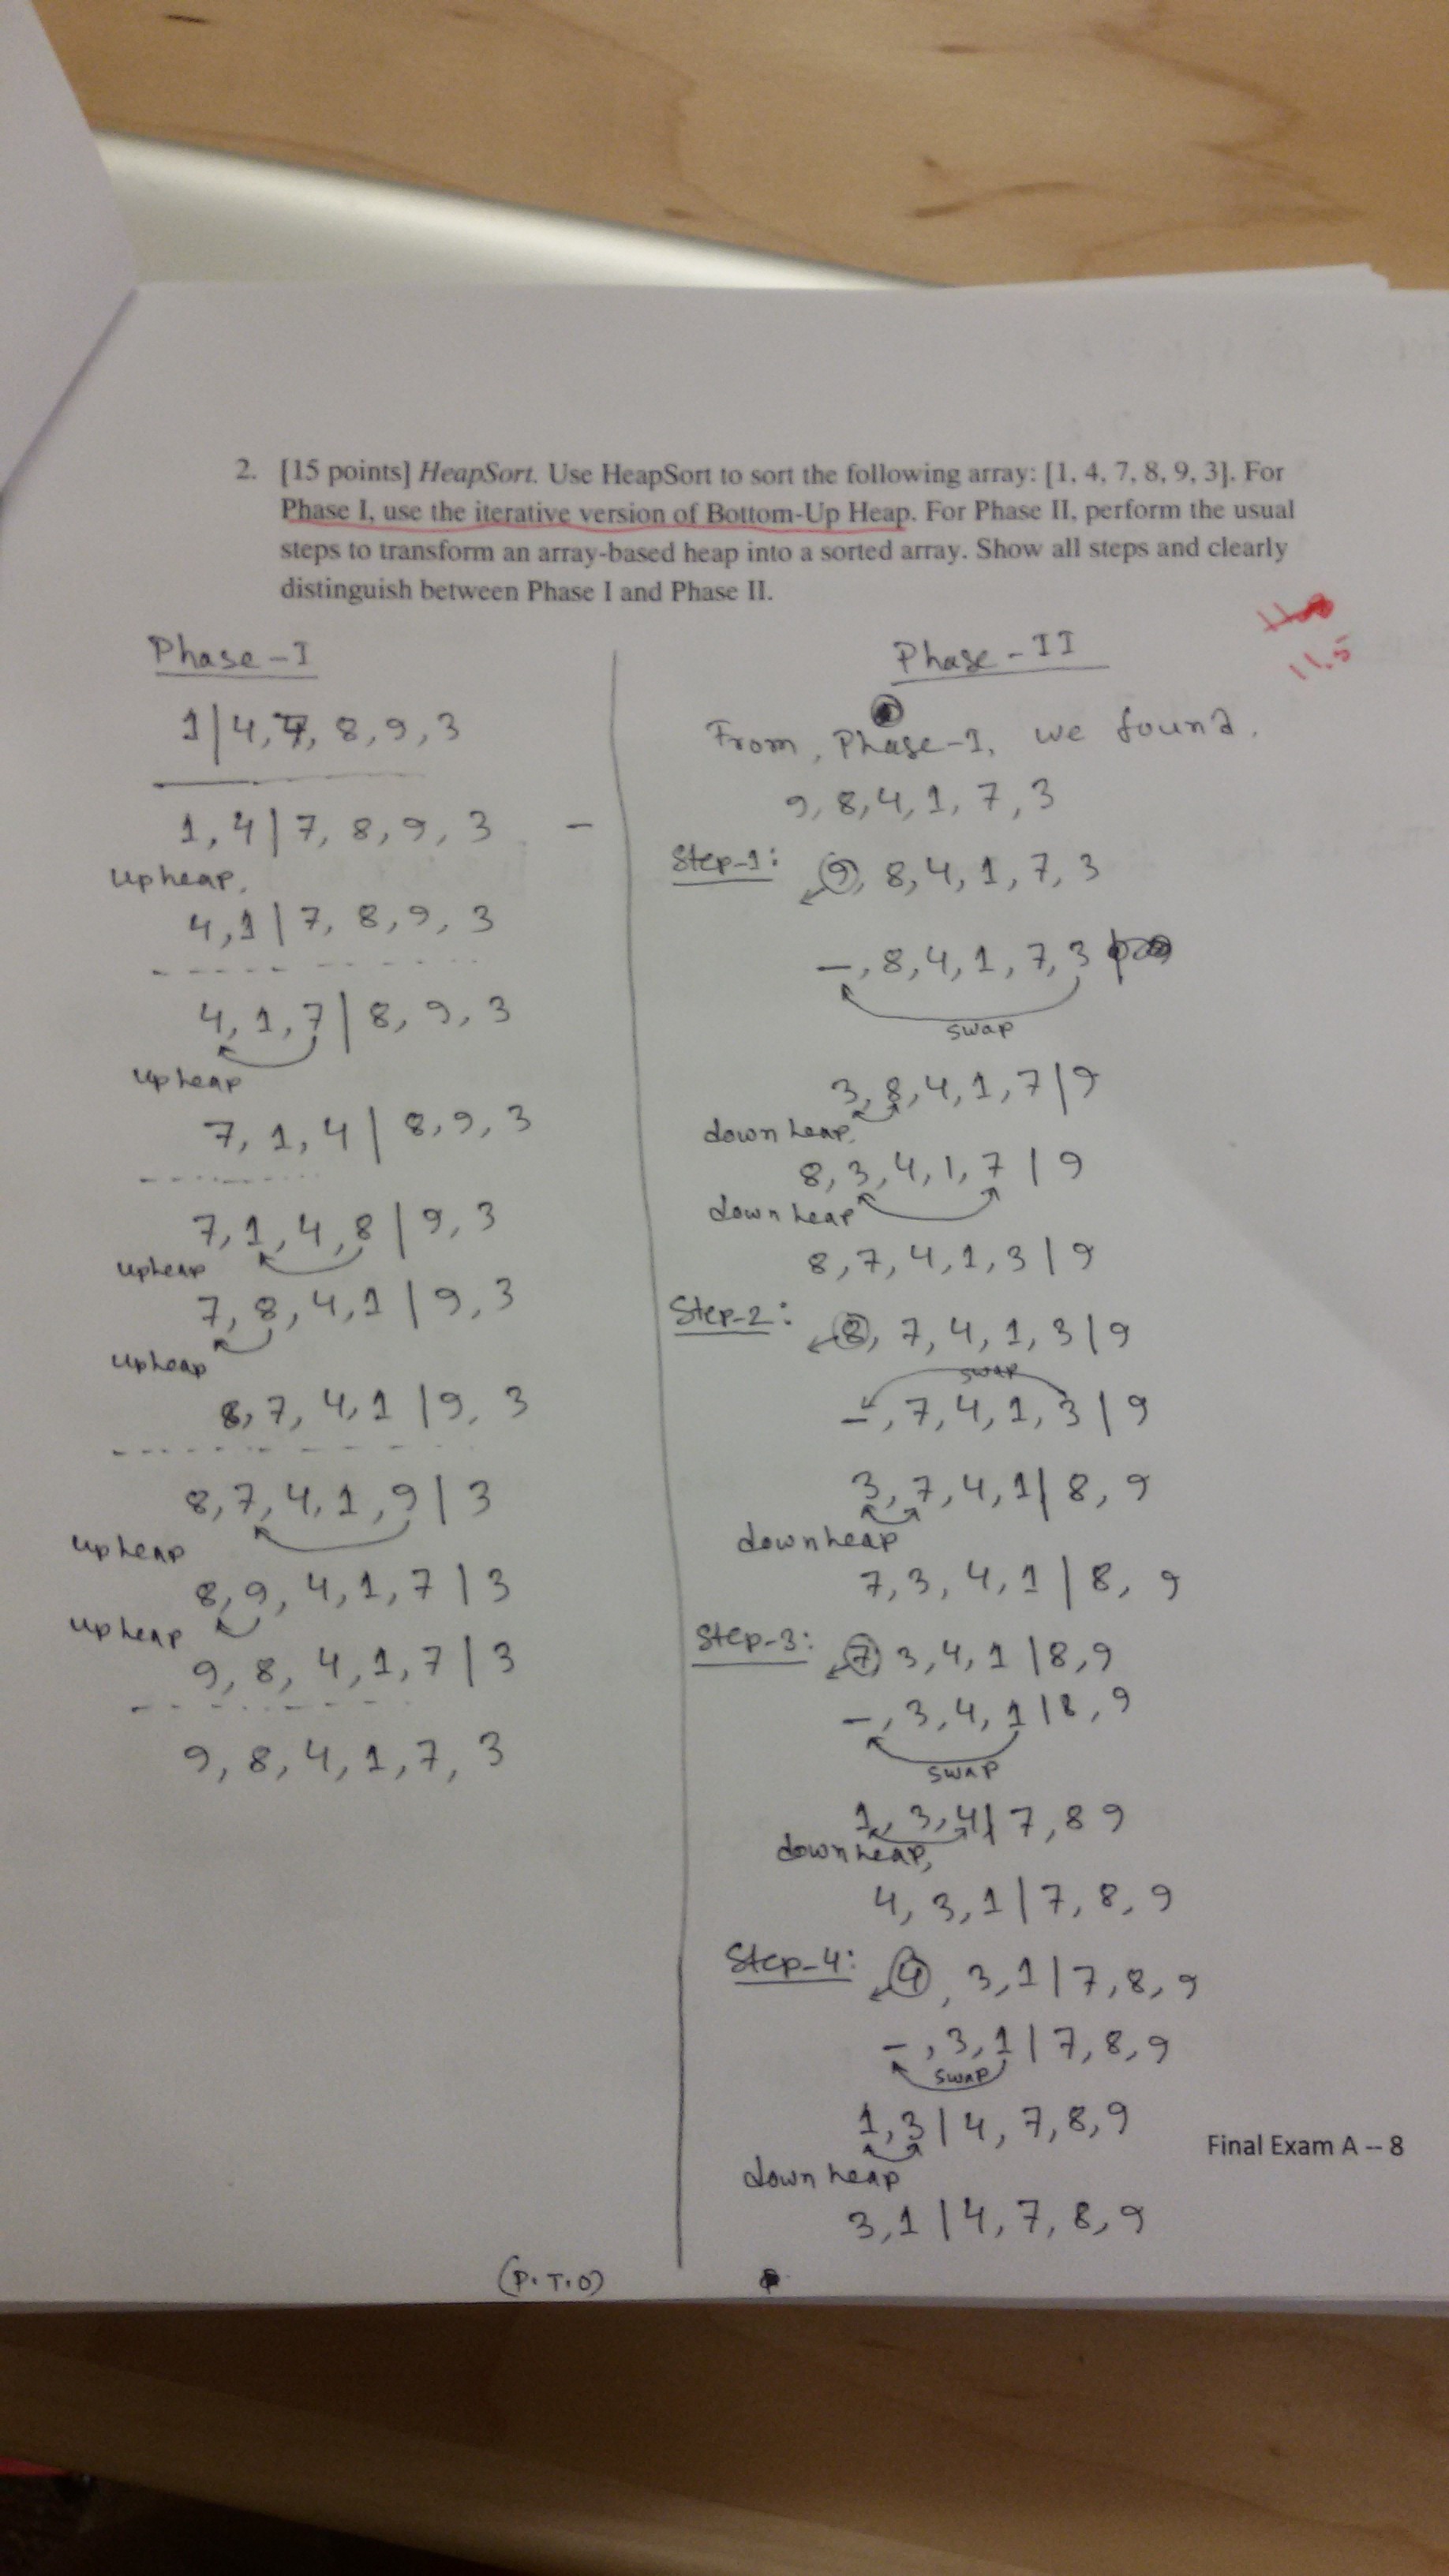 2. [15 points] HeapSort. Use HeapSort to sort the following array: [1, 4, 7, 8, 9, 3]. For
Phase I, use the iterative version of Bottom-Up Heap. For Phase II, perform the usual
steps to transform an array-based heap into a sorted array. Show all steps and clearly
distinguish between Phase I and Phase II.
11.5
Phase-I
1|4,7, 8,9,3
1,4|7, 8,9,3
upheap,
4,1|7, 8,9,3
4,1,7|8,9,3
upheap
7,1,4|8,9,3
7,1,4,8|9,3
upheap
7,8,4,1|9,3
upheap
8,7,4,1|9,3
8,7,4,1,9|3
upheap
8,9,4,1,7|3
upheap
9,8,4,1,7|3
9,8,4,1,7,3
(P.T.O)
Phase-II
From, Phase-1, we found,
9,8,4,1,7,3
Step-1: 9, 8,4,1,7,3
–,8,4,1,7,3
swap
3,8,4,1,7|9
downheap,
8,3,4,1,7|9
downheap
8,7,4,1,3|9
Step-2: 8, 7,4,1,3|9
swap
–,7,4,1,3|9
3,7,4,1|8,9
downheap
7,3,4,1|8,9
Step-3: 7 3,4,1|8,9
–,3,4,1|8,9
swap
1,3,4|7,8 9
downheap,
4,3,1|7,8,9
Step-4: 4, 3,1|7,8,9
–,3,1|7,8,9
swap
1,3|4,7,8,9
downheap
3,1|4,7,8,9
Final Exam A -- 8